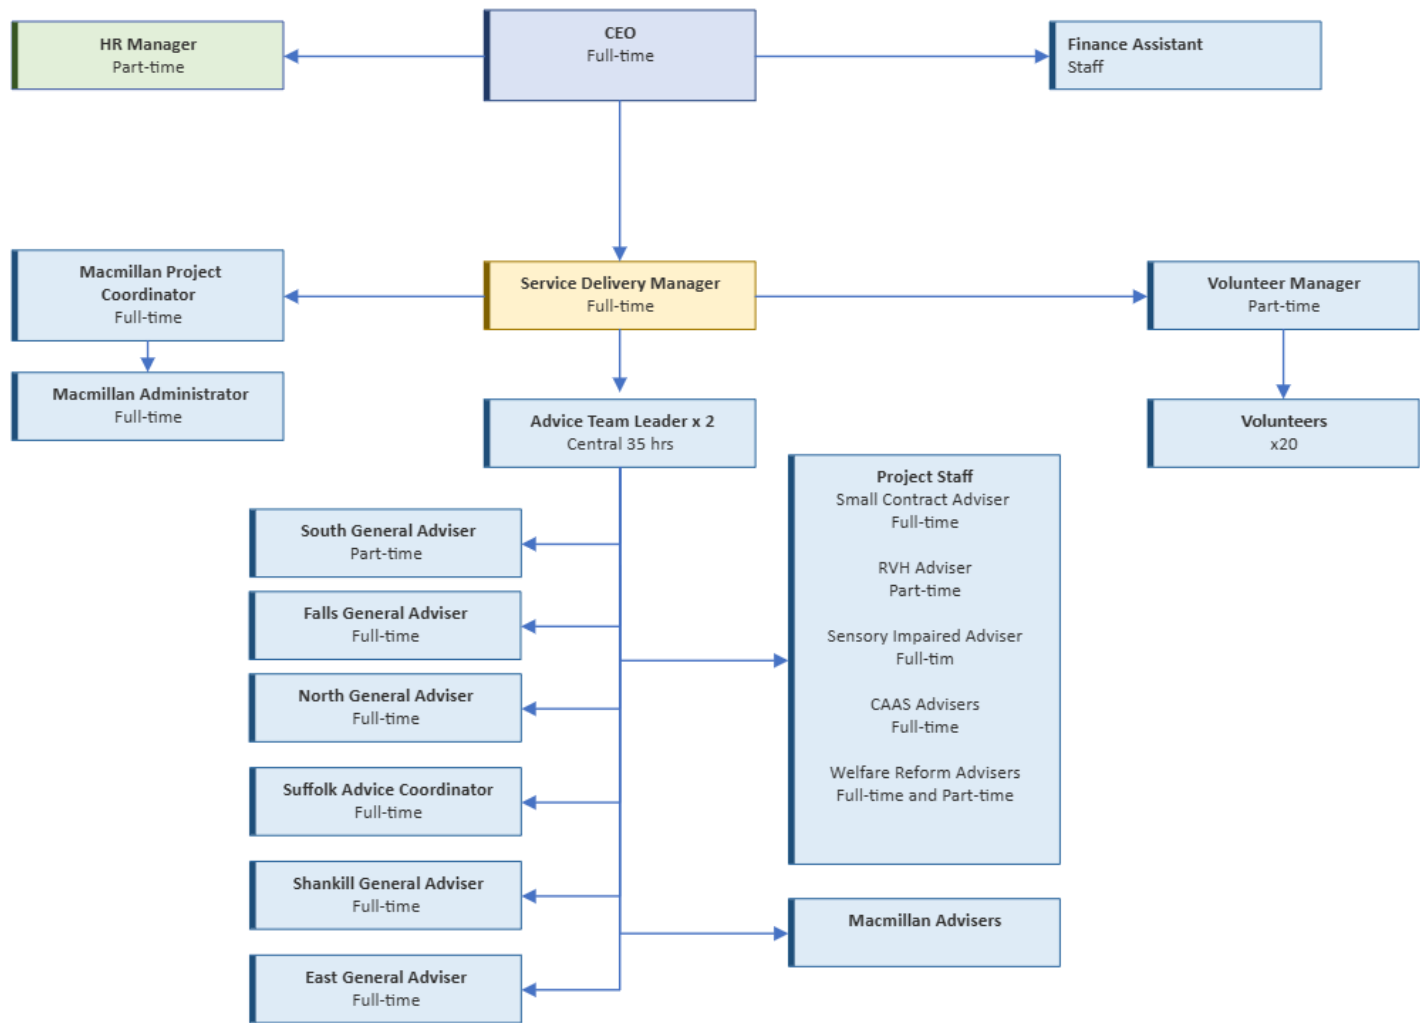 HR Manager
Part-time
CEO
Full-time
Finance Assistant
Staff
Macmillan Project
Coordinator
Full-time
Service Delivery Manager
Full-time
Volunteer Manager
Part-time
Macmillan Administrator
Full-time
Advice Team Leader x 2
Central 35 hrs
Volunteers
x20
South General Adviser
Part-time
Falls General Adviser
Full-time
North General Adviser
Full-time
Suffolk Advice Coordinator
Full-time
Shankill General Adviser
Full-time
East General Adviser
Full-time
Project Staff
Small Contract Adviser
Full-time
RVH Adviser
Part-time
Sensory Impaired Adviser
Full-tim
CAAS Advisers
Full-time
Welfare Reform Advisers
Full-time and Part-time
Macmillan Advisers